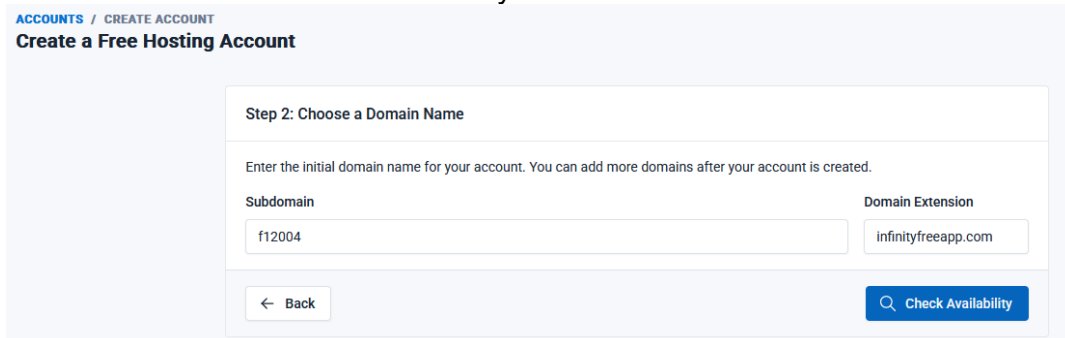 ACCOUNTS / CREATE ACCOUNT
Create a Free Hosting Account
Step 2: Choose a Domain Name
Enter the initial domain name for your account. You can add more domains after your account is created.
Subdomain Domain Extension
f12004 infinityfreeapp.com
← Back Check Availability